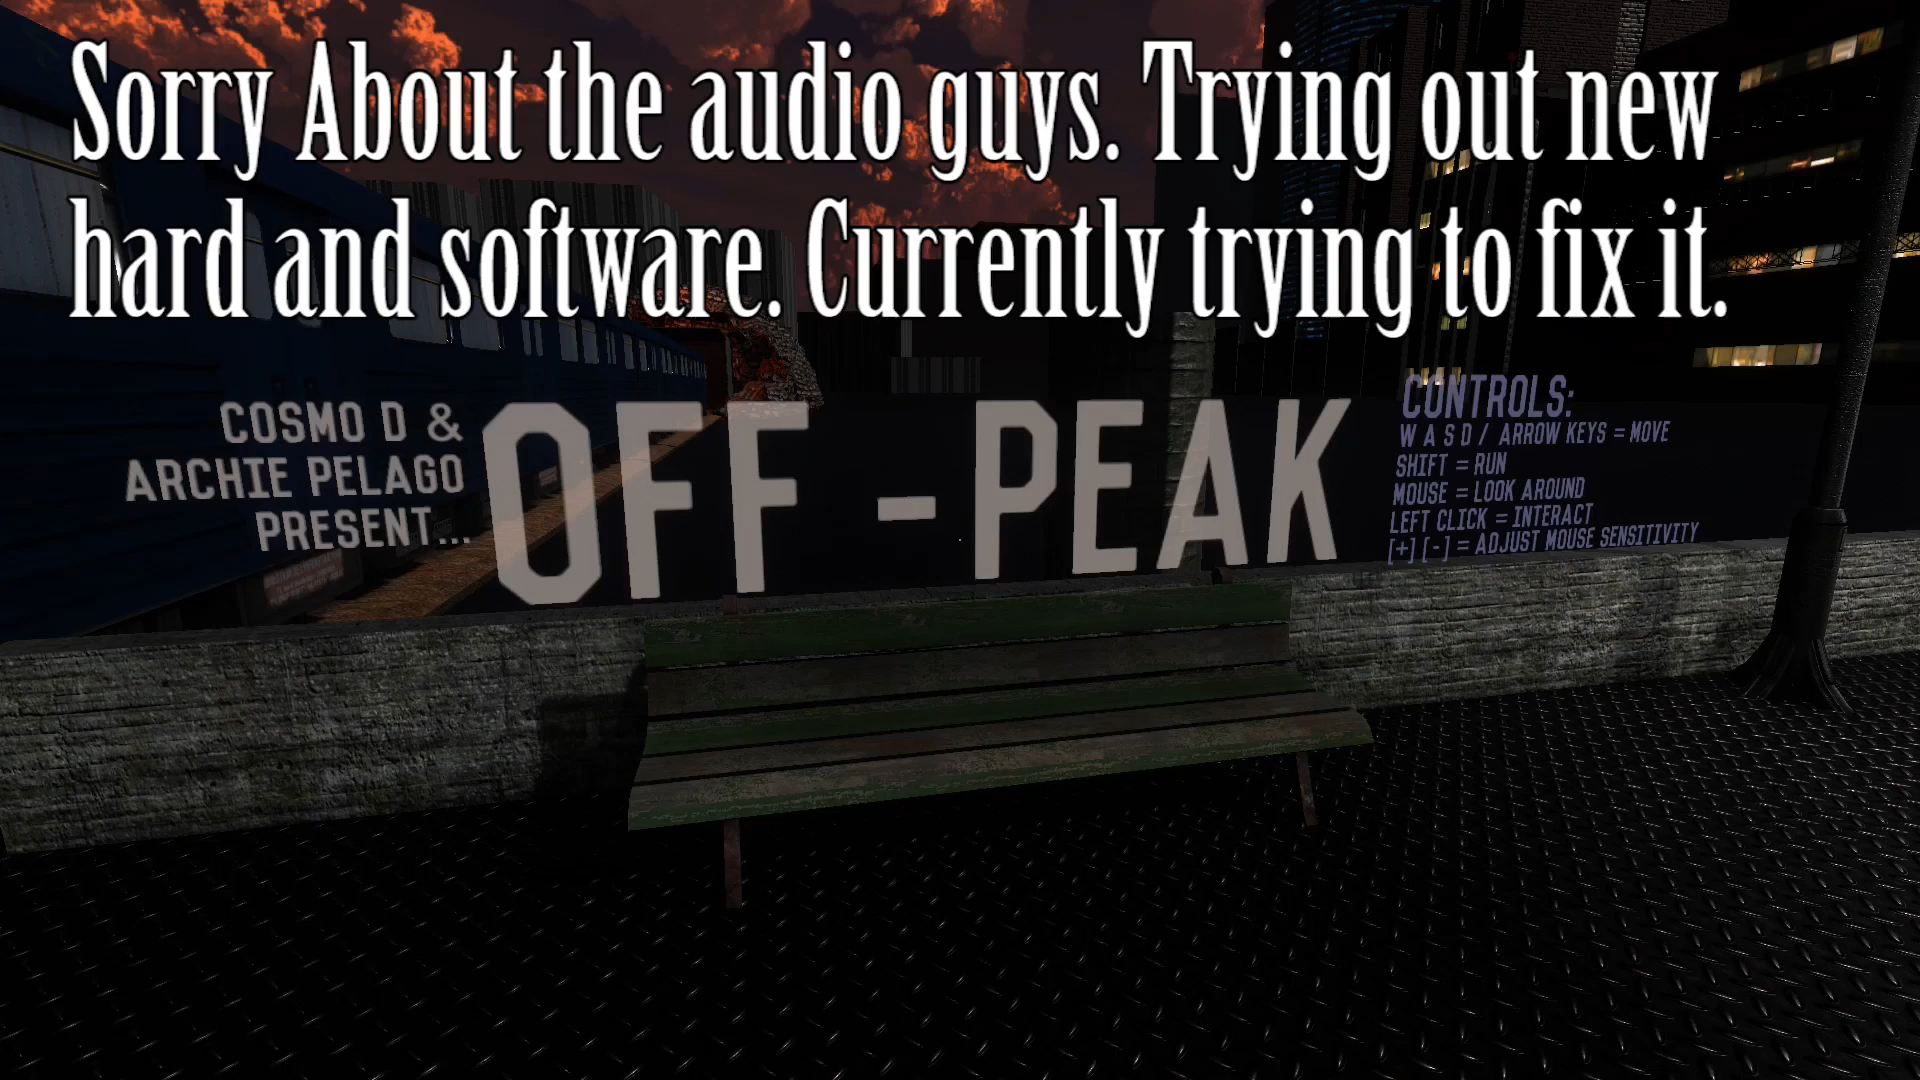 Sorry About the audio guys. Trying out new
hard and software. Currently trying to fix it.
COSMO D &
ARCHIE PELAGO
PRESENT...
OFF - PEAK
CONTROLS:
W A S D / ARROW KEYS = MOVE
SHIFT = RUN
MOUSE = LOOK AROUND
LEFT CLICK = INTERACT
[+] [-] = ADJUST MOUSE SENSITIVITY